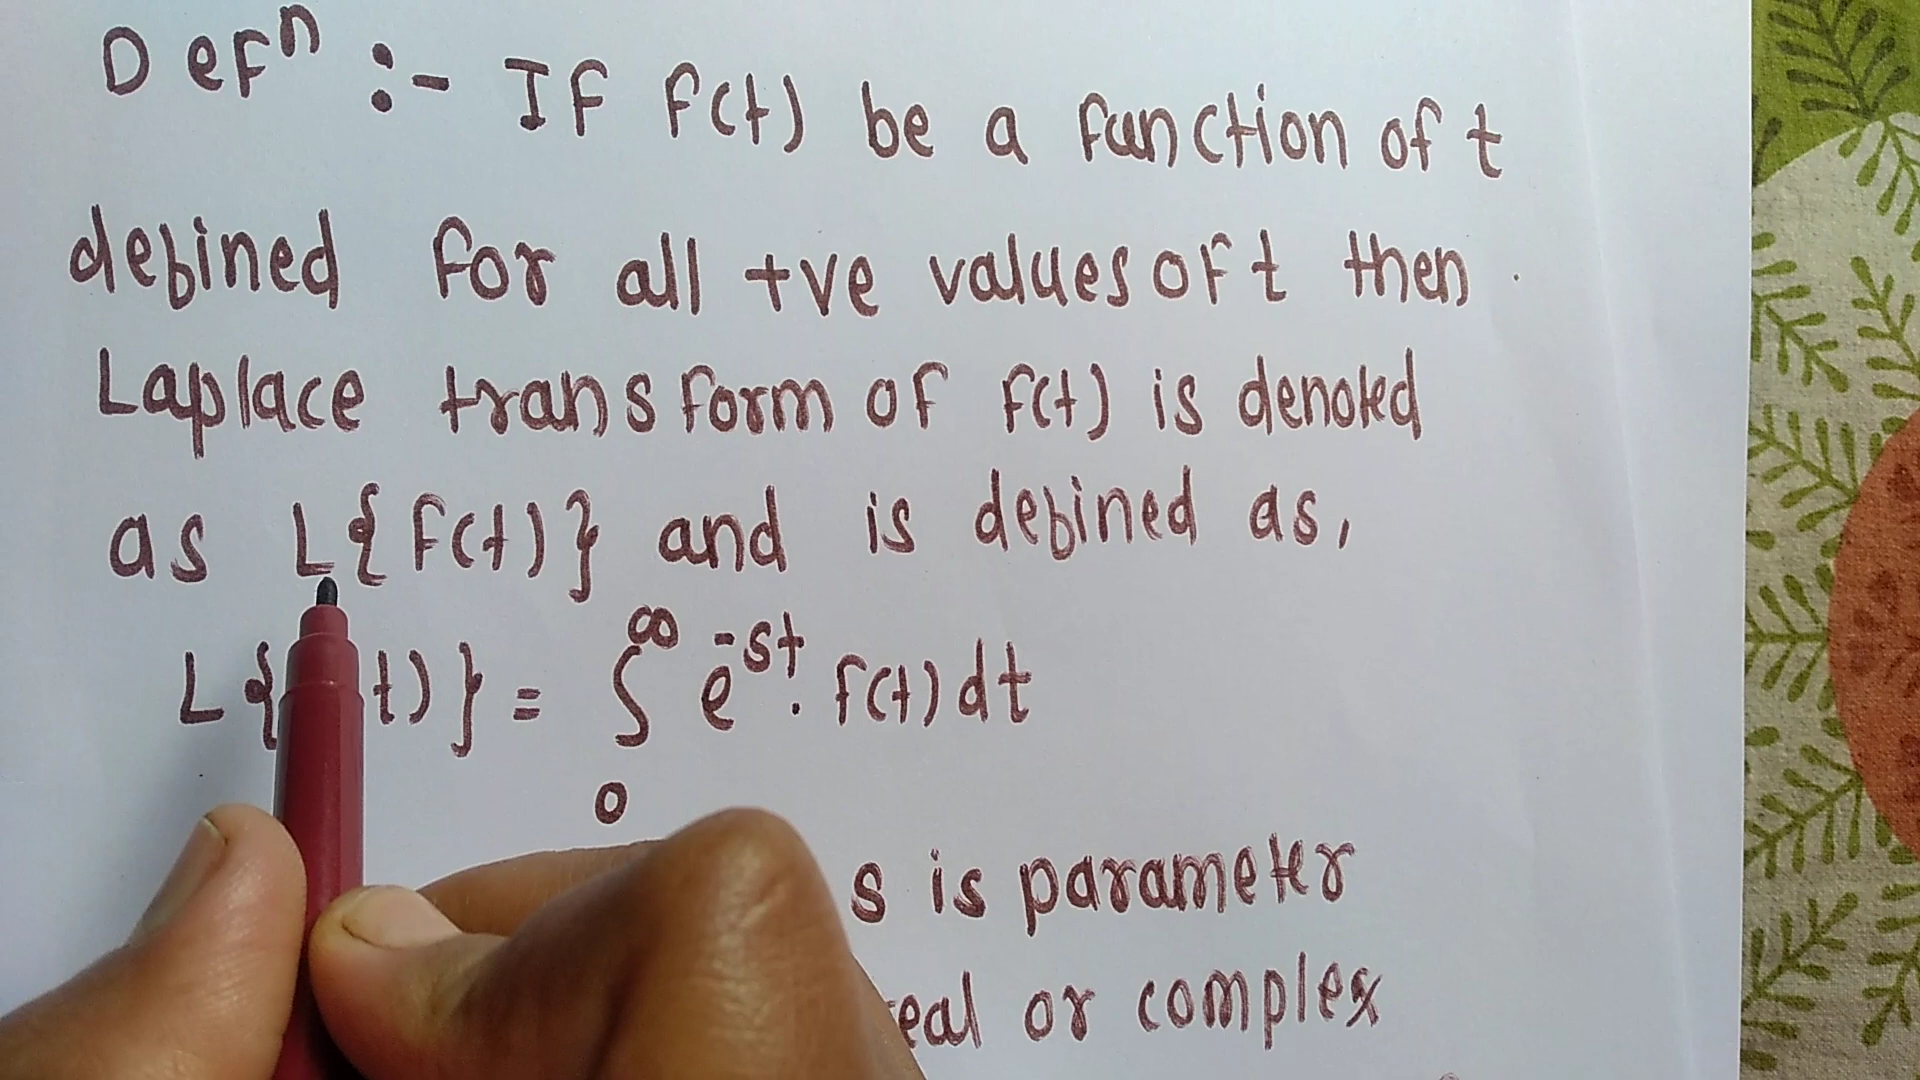 Defⁿ :- If f(t) be a function of t
defined for all +ve values of t then
Laplace transform of f(t) is denoted
as L{f(t)} and is defined as,
L{ t)} = ∫₀^∞ e^-st . f(t) dt
s is parameter
or complex